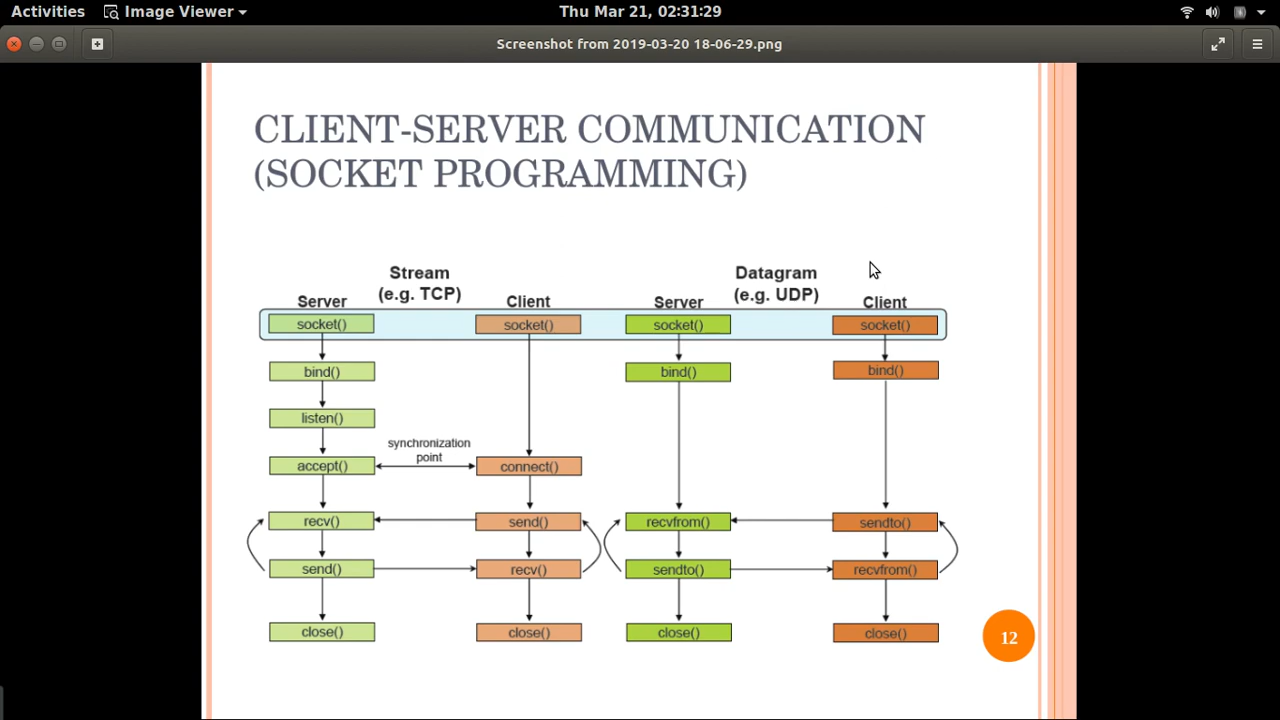 Activities Image Viewer Thu Mar 21, 02:31:29
Screenshot from 2019-03-20 18-06-29.png
CLIENT-SERVER COMMUNICATION
(SOCKET PROGRAMMING)
Stream Datagram
(e.g. TCP) (e.g. UDP)
Server Client Server Client
socket() socket() socket() socket()
bind() bind() bind()
listen()
synchronization
point
accept() connect()
recv() send() recvfrom() sendto()
send() recv() sendto() recvfrom()
close() close() close() close()
12